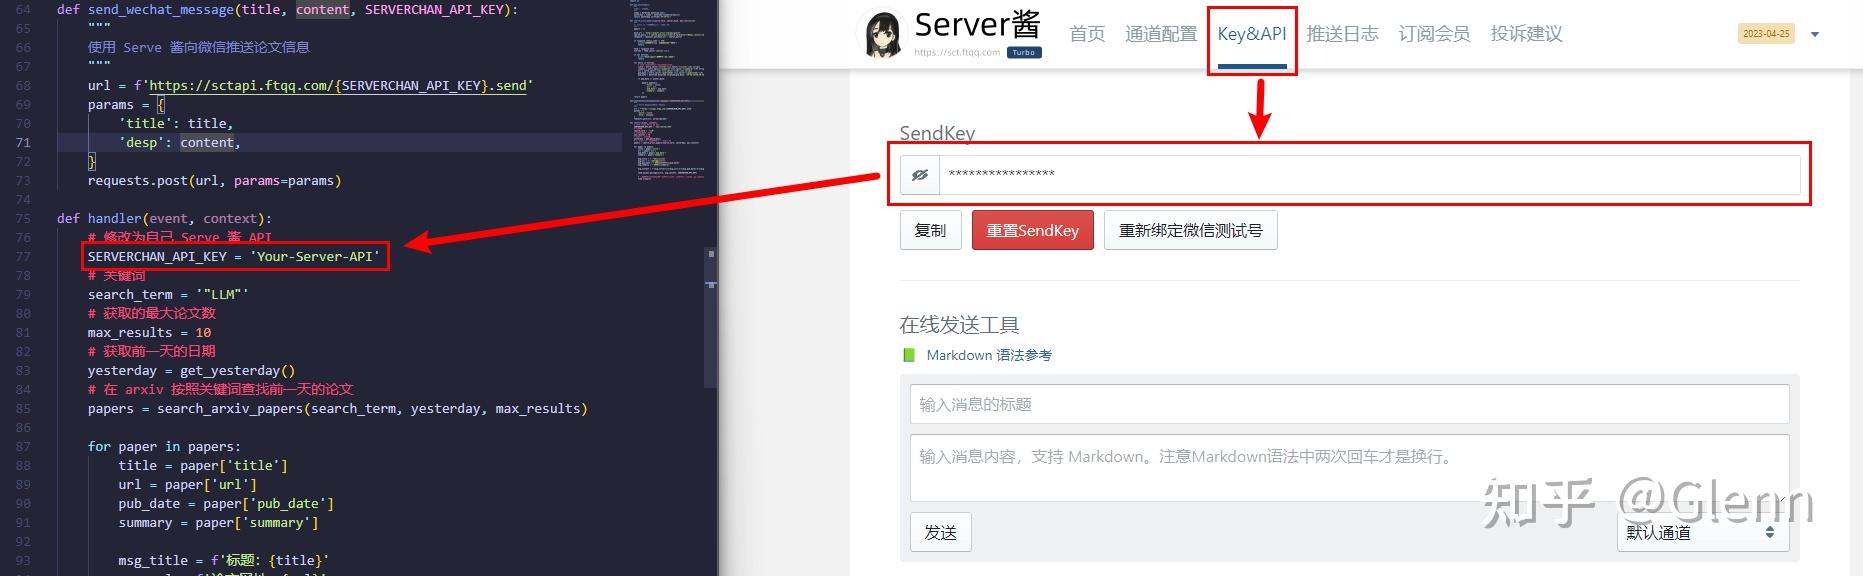 64 def send_wechat_message(title, content, SERVERCHAN_API_KEY):
65 """
66 使用 Serve 酱向微信推送论文信息
67 """
68 url = f'https://sctapi.ftqq.com/{SERVERCHAN_API_KEY}.send'
69 params = {
70 'title': title,
71 'desp': content,
72 }
73 requests.post(url, params=params)
74
75 def handler(event, context):
76 # 修改为自己 Serve 酱 API
77 SERVERCHAN_API_KEY = 'Your-Server-API'
78 # 关键词
79 search_term = '"LLM"'
80 # 获取的最大论文数
81 max_results = 10
82 # 获取前一天的日期
83 yesterday = get_yesterday()
84 # 在 arxiv 按照关键词查找前一天的论文
85 papers = search_arxiv_papers(search_term, yesterday, max_results)
86
87 for paper in papers:
88 title = paper['title']
89 url = paper['url']
90 pub_date = paper['pub_date']
91 summary = paper['summary']
92
93 msg_title = f'标题: {title}'
Server酱
https://sct.ftqq.com Turbo
首页 通道配置 Key&API 推送日志 订阅会员 投诉建议
2023-04-25
SendKey
****************
复制 重置SendKey 重新绑定微信测试号
在线发送工具
Markdown 语法参考
输入消息的标题
输入消息内容，支持 Markdown。注意Markdown语法中两次回车才是换行。
发送
默认通道
知乎 @Glenn